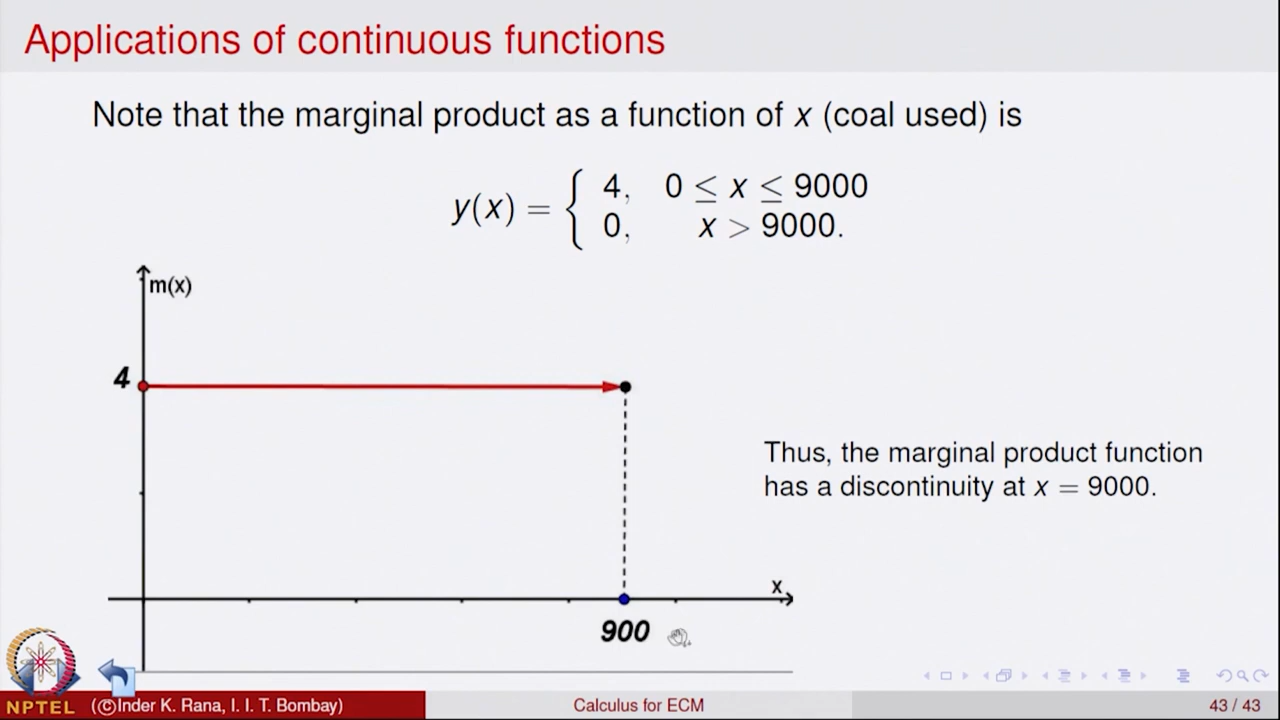 Applications of continuous functions
Note that the marginal product as a function of x (coal used) is
y(x) = { 4, 0 ≤ x ≤ 9000
0, x > 9000.
m(x)
4
Thus, the marginal product function
has a discontinuity at x = 9000.
x
900
NPTEL
(©Inder K. Rana, I. I. T. Bombay)
Calculus for ECM
43 / 43